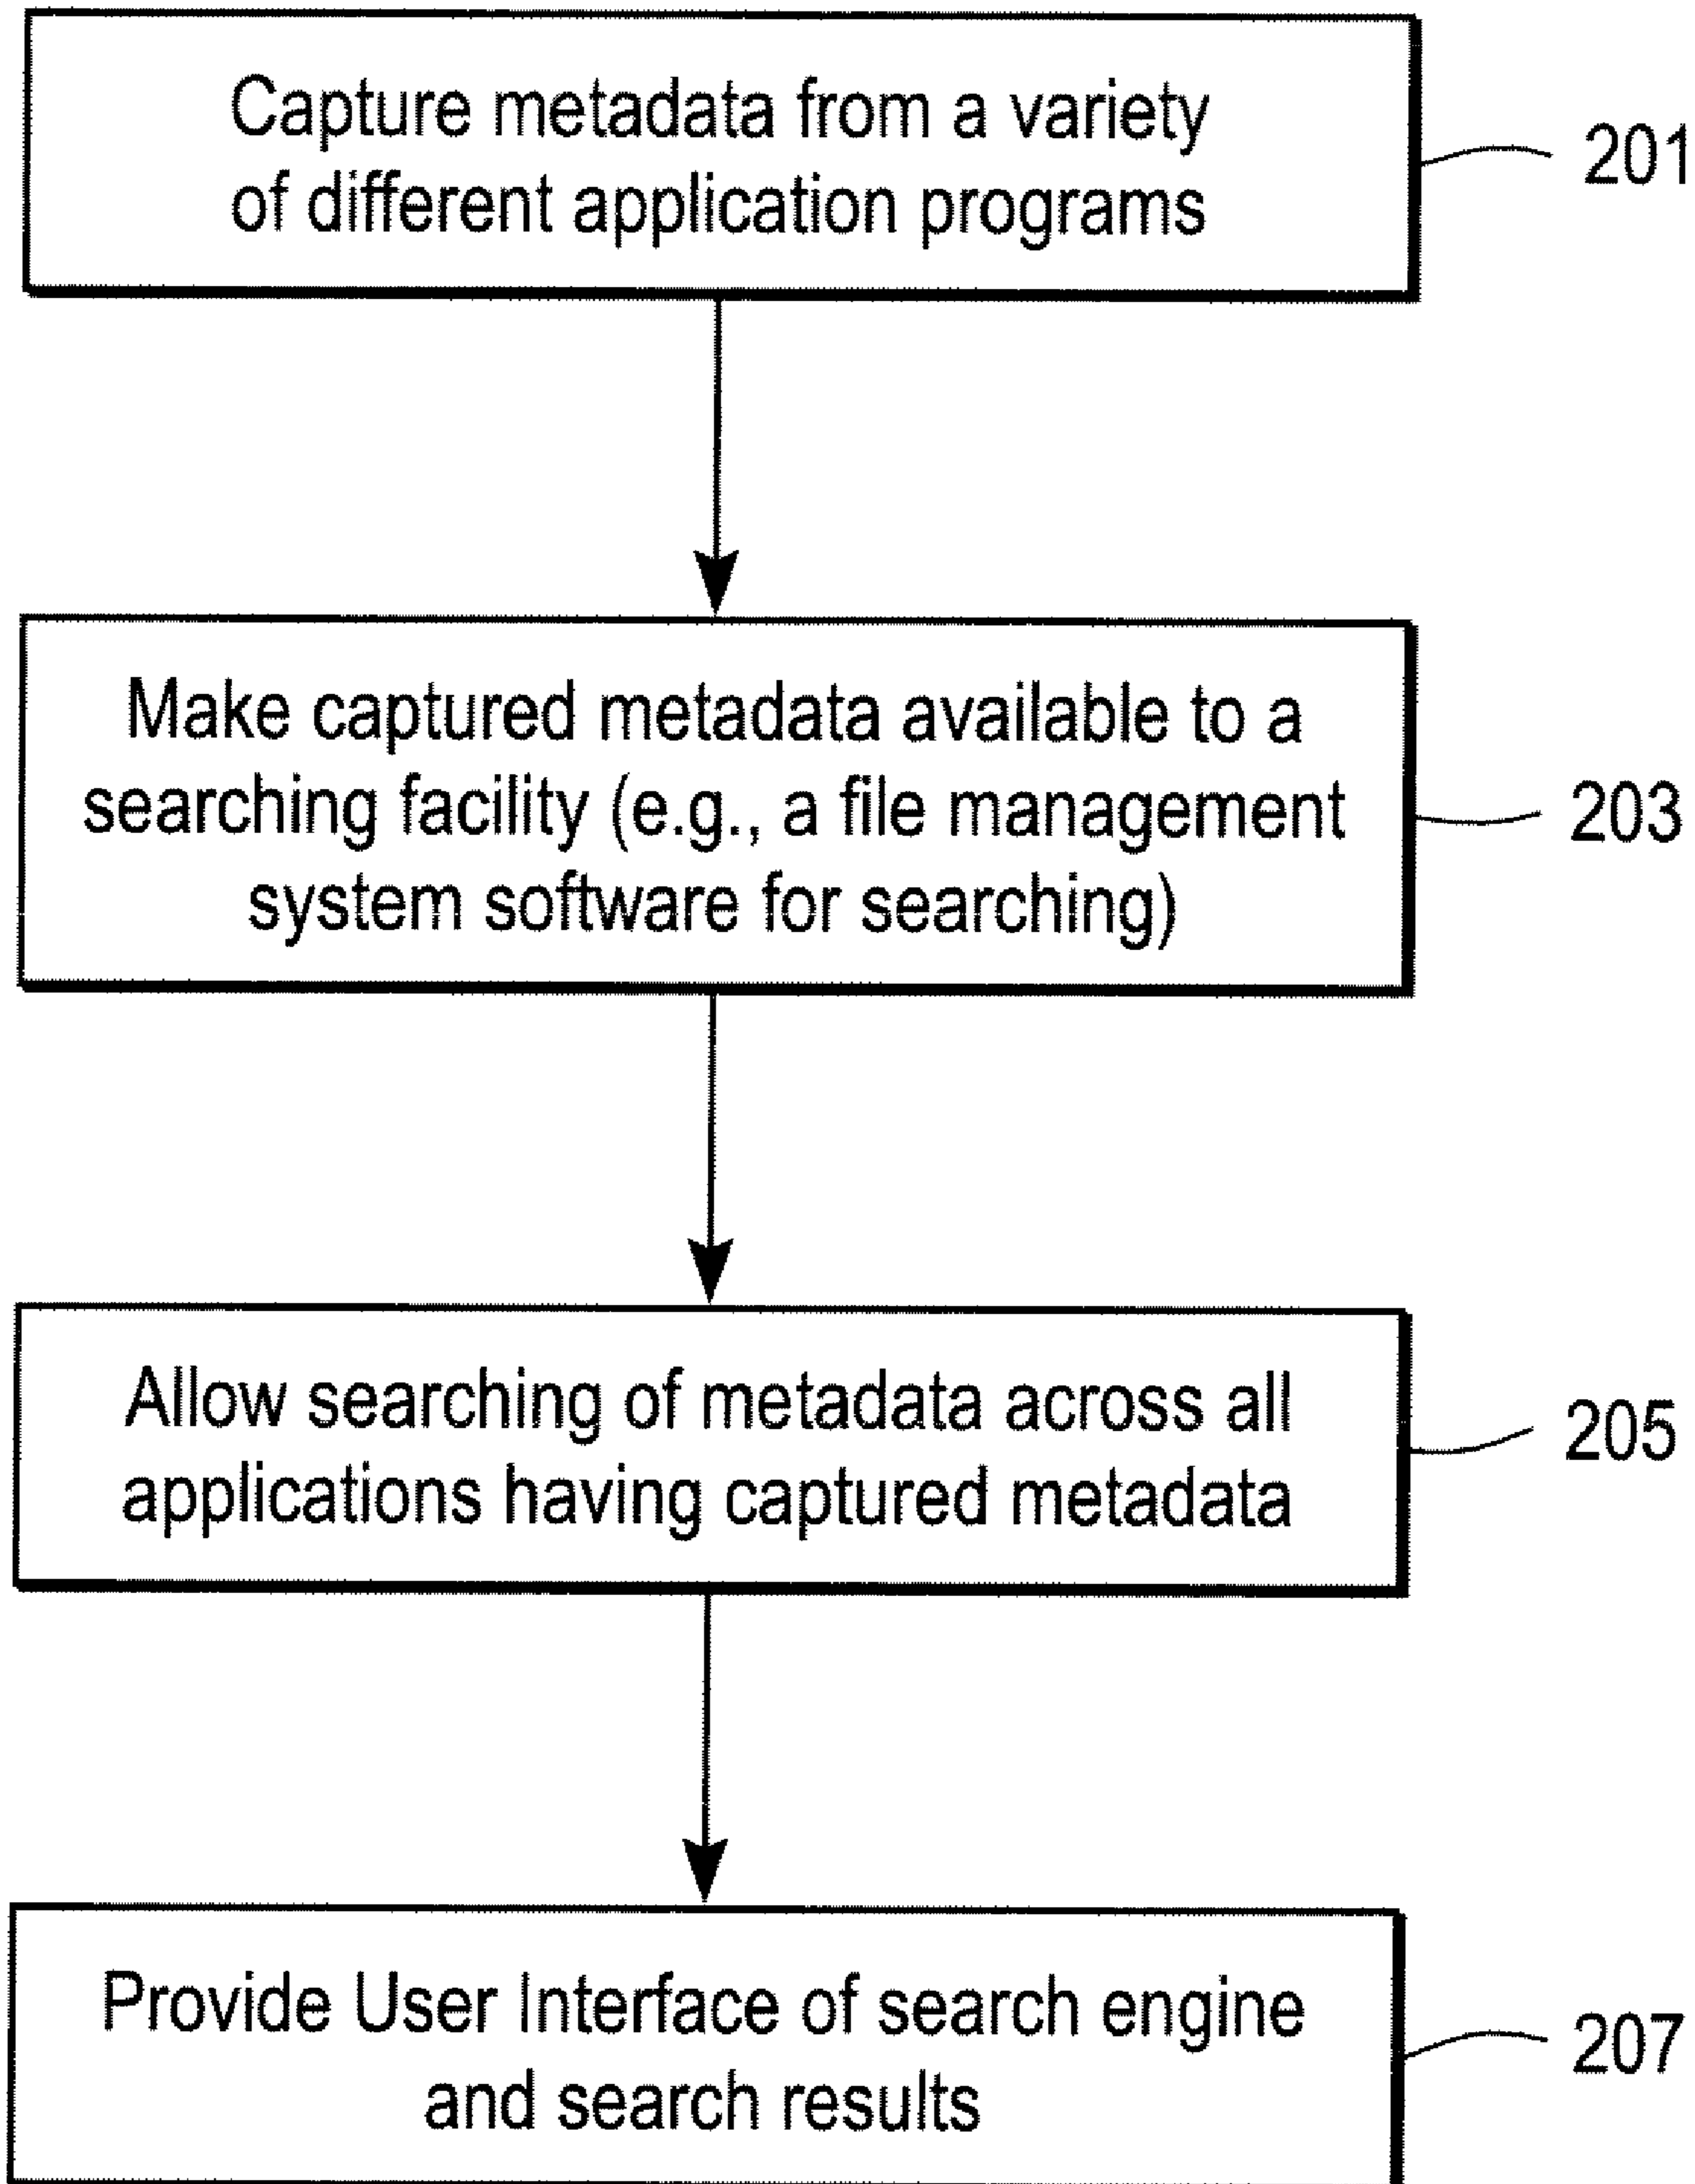 Capture metadata from a variety
of different application programs
201
Make captured metadata available to a
searching facility (e.g., a file management
system software for searching)
203
Allow searching of metadata across all
applications having captured metadata
205
Provide User Interface of search engine
and search results
207